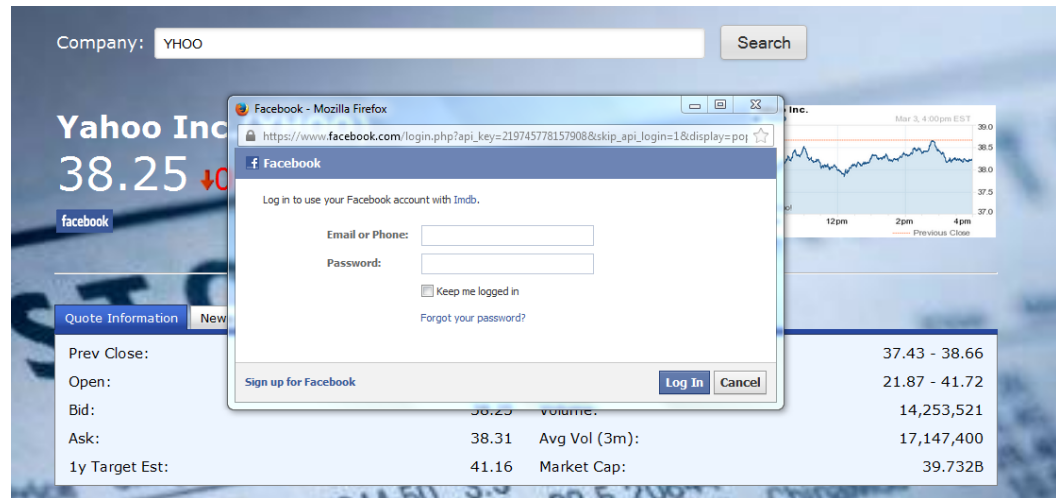 Company: YHOO Search
Yahoo Inc
38.25 ↓0
facebook
Facebook - Mozilla Firefox
https://www.facebook.com/login.php?api_key=219745778157908&skip_api_login=1&display=pop
Facebook
Log in to use your Facebook account with Imdb.
Email or Phone:
Password:
Keep me logged in
Forgot your password?
Sign up for Facebook Log In Cancel
Inc.
Mar 3, 4:00pm EST
39.0
38.5
38.0
37.5
37.0
12pm 2pm 4pm
Previous Close
Quote Information New
Prev Close: 37.43 - 38.66
Open: 21.87 - 41.72
Bid: 38.25 Volume: 14,253,521
Ask: 38.31 Avg Vol (3m): 17,147,400
1y Target Est: 41.16 Market Cap: 39.732B